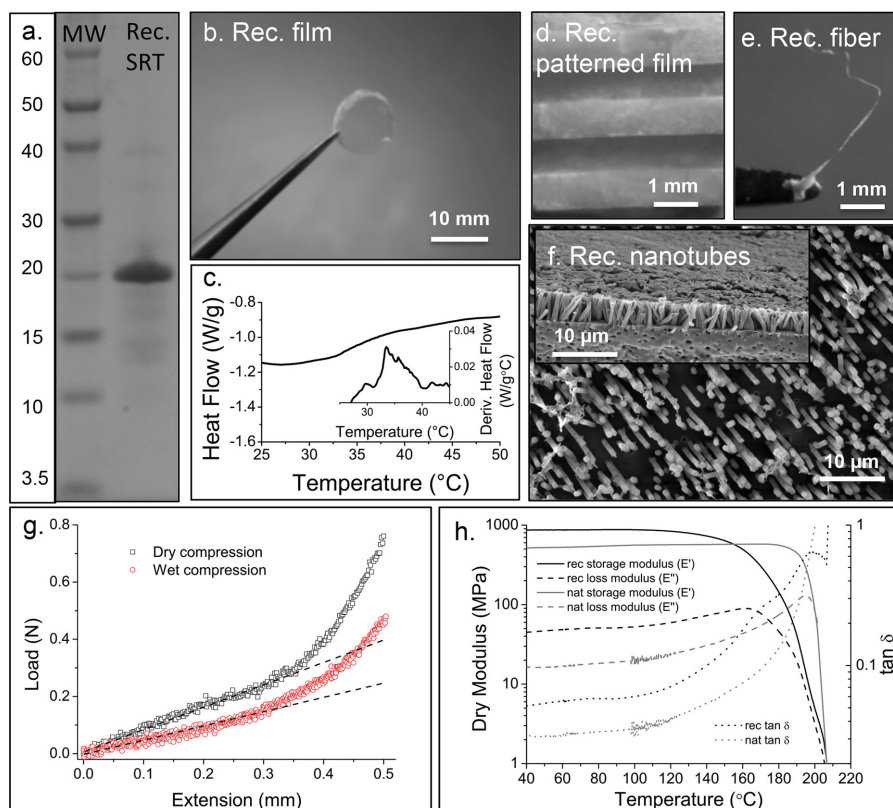 a.
MW Rec.
SRT
60
50
40
30
20
15
10
3.5
b. Rec. film
10 mm
d. Rec.
patterned film
1 mm
e. Rec. fiber
1 mm
c.
Heat Flow (W/g)
-0.8
-1.0
-1.2
-1.4
-1.6
25 30 35 40 45 50
Temperature (°C)
0.04
0.02
0.00
Deriv. Heat Flow
(W/g°C)
30 40
Temperature (°C)
f. Rec. nanotubes
10 µm
10 µm
g.
Load (N)
0.8
0.6
0.4
0.2
0.0
Dry compression
Wet compression
0.0 0.1 0.2 0.3 0.4 0.5
Extension (mm)
h.
Dry Modulus (MPa)
1000
100
10
1
rec storage modulus (E')
rec loss modulus (E'')
nat storage modulus (E')
nat loss modulus (E'')
rec tan δ
nat tan δ
1
0.1
tan δ
40 60 80 100 120 140 160 180 200 220
Temperature (°C)